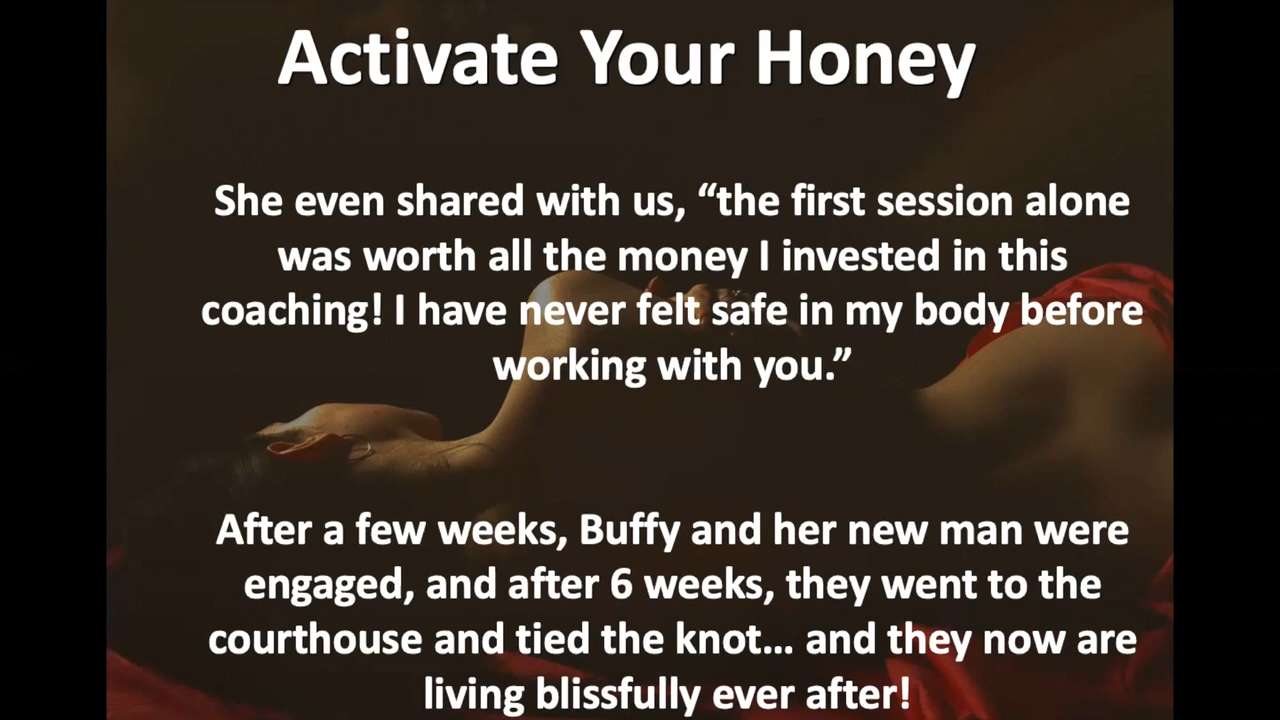 Activate Your Honey
She even shared with us, “the first session alone
was worth all the money I invested in this
coaching! I have never felt safe in my body before
working with you.”
After a few weeks, Buffy and her new man were
engaged, and after 6 weeks, they went to the
courthouse and tied the knot... and they now are
living blissfully ever after!